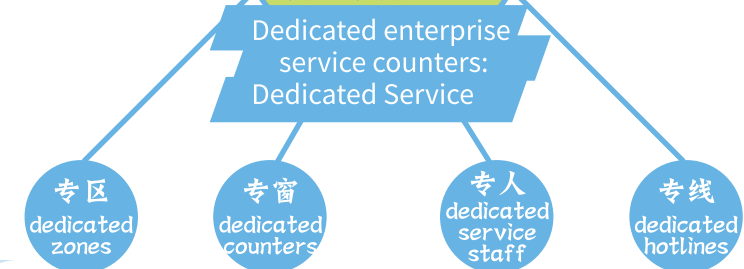 Dedicated enterprise
service counters:
Dedicated Service
专区
dedicated
zones
专窗
dedicated
counters
专人
dedicated
service
staff
专线
dedicated
hotlines